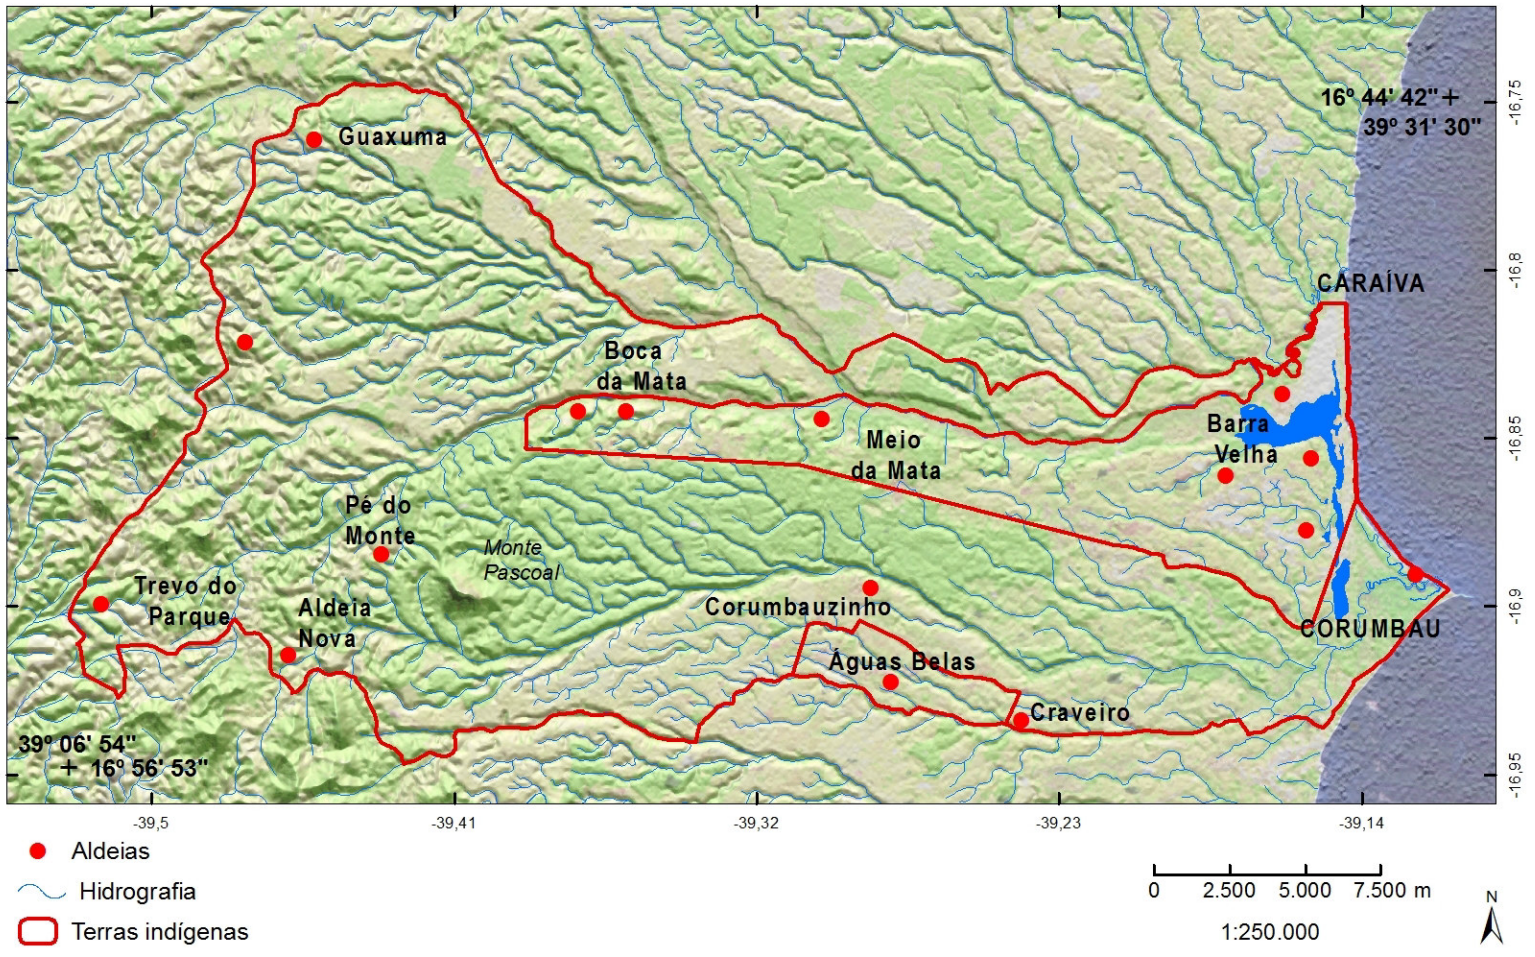 16º 44' 42"+
39º 31' 30"
Guaxuma
CARAÍVA
Boca
da Mata
Barra
Velha
Meio
da Mata
Pé do
Monte
Monte
Pascoal
Trevo do
Parque
Aldeia
Nova
Corumbauzinho
CORUMBAU
Águas Belas
Craveiro
39º 06' 54"
+ 16º 56' 53"
-16,75
-16,8
-16,85
-16,9
-16,95
-39,5
-39,41
-39,32
-39,23
-39,14
Aldeias
Hidrografia
Terras indígenas
0 2.500 5.000 7.500 m
1:250.000
N